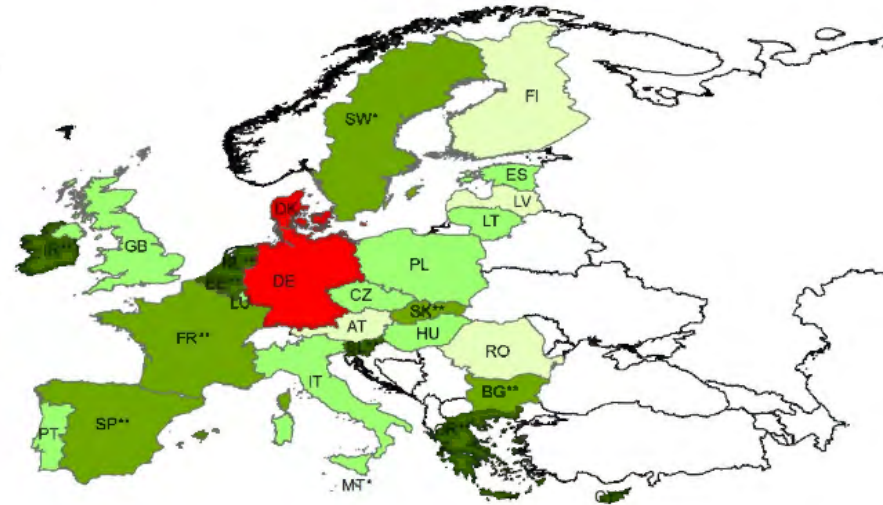 FI
SW*
ES
LV
DK
LT
GB
PL
DE
CZ
LU
SK**
FR**
AT
HU
RO
IT
BG**
SP**
PT
MT*